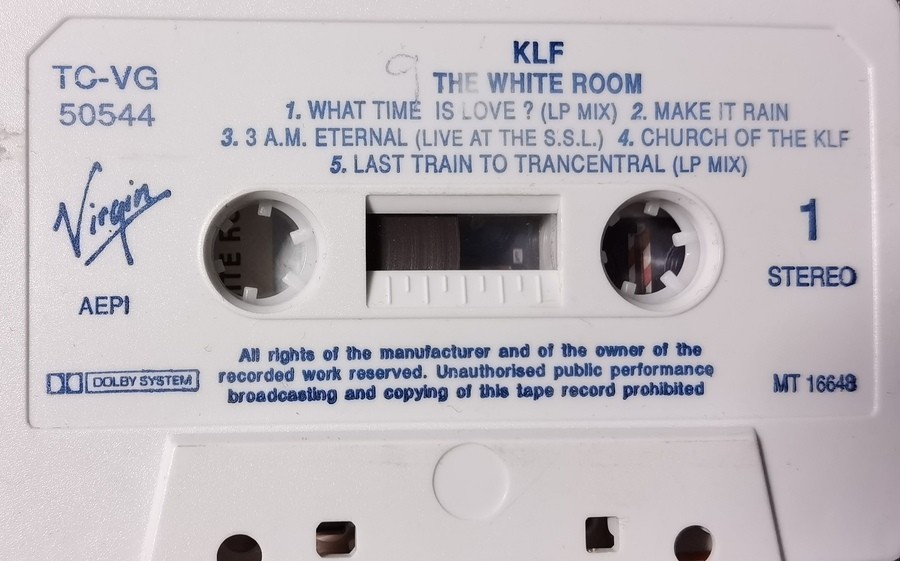 TC-VG
50544
9
KLF
THE WHITE ROOM
1. WHAT TIME IS LOVE ? (LP MIX) 2. MAKE IT RAIN
3. 3 A.M. ETERNAL (LIVE AT THE S.S.L.) 4. CHURCH OF THE KLF
5. LAST TRAIN TO TRANCENTRAL (LP MIX)
Virgin
AEPI
1
STEREO
DOLBY SYSTEM
All rights of the manufacturer and of the owner of the
recorded work reserved. Unauthorised public performance
broadcasting and copying of this tape record prohibited
MT 16648